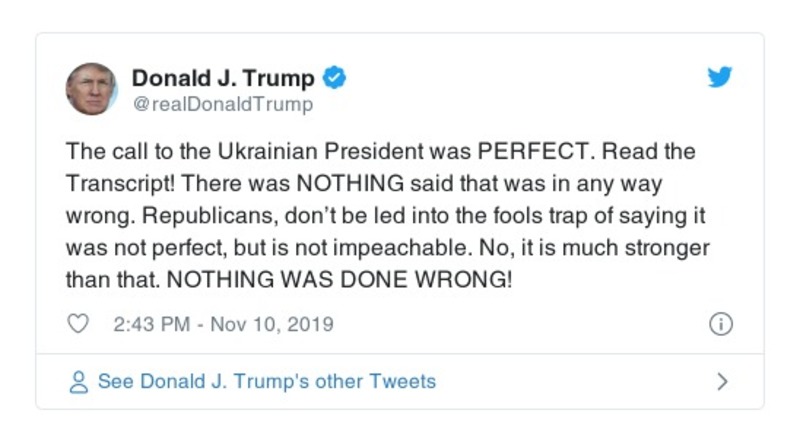 Donald J. Trump
@realDonaldTrump
The call to the Ukrainian President was PERFECT. Read the
Transcript! There was NOTHING said that was in any way
wrong. Republicans, don’t be led into the fools trap of saying it
was not perfect, but is not impeachable. No, it is much stronger
than that. NOTHING WAS DONE WRONG!
2:43 PM - Nov 10, 2019
See Donald J. Trump's other Tweets